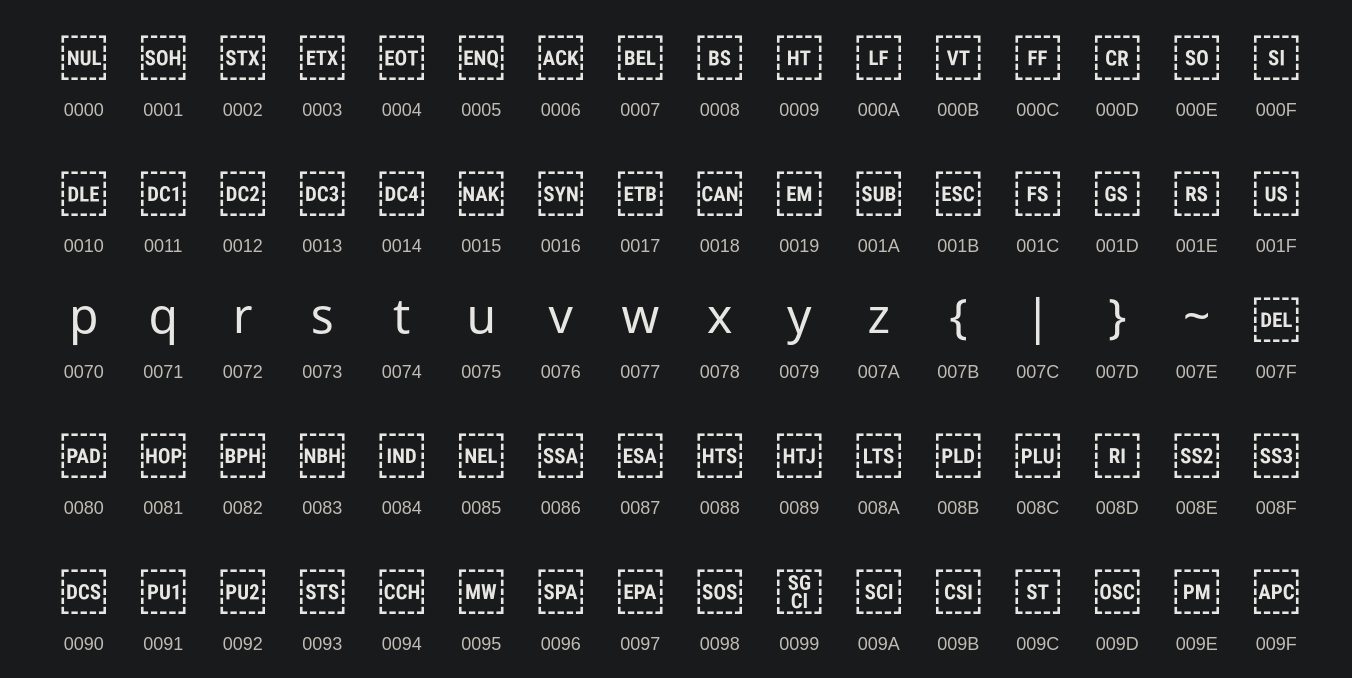 NUL SOH STX ETX EOT ENQ ACK BEL BS HT LF VT FF CR SO SI
0000 0001 0002 0003 0004 0005 0006 0007 0008 0009 000A 000B 000C 000D 000E 000F
DLE DC1 DC2 DC3 DC4 NAK SYN ETB CAN EM SUB ESC FS GS RS US
0010 0011 0012 0013 0014 0015 0016 0017 0018 0019 001A 001B 001C 001D 001E 001F
p q r s t u v w x y z { | } ~ DEL
0070 0071 0072 0073 0074 0075 0076 0077 0078 0079 007A 007B 007C 007D 007E 007F
PAD HOP BPH NBH IND NEL SSA ESA HTS HTJ LTS PLD PLU RI SS2 SS3
0080 0081 0082 0083 0084 0085 0086 0087 0088 0089 008A 008B 008C 008D 008E 008F
DCS PU1 PU2 STS CCH MW SPA EPA SOS SG CI SCI CSI ST OSC PM APC
0090 0091 0092 0093 0094 0095 0096 0097 0098 0099 009A 009B 009C 009D 009E 009F